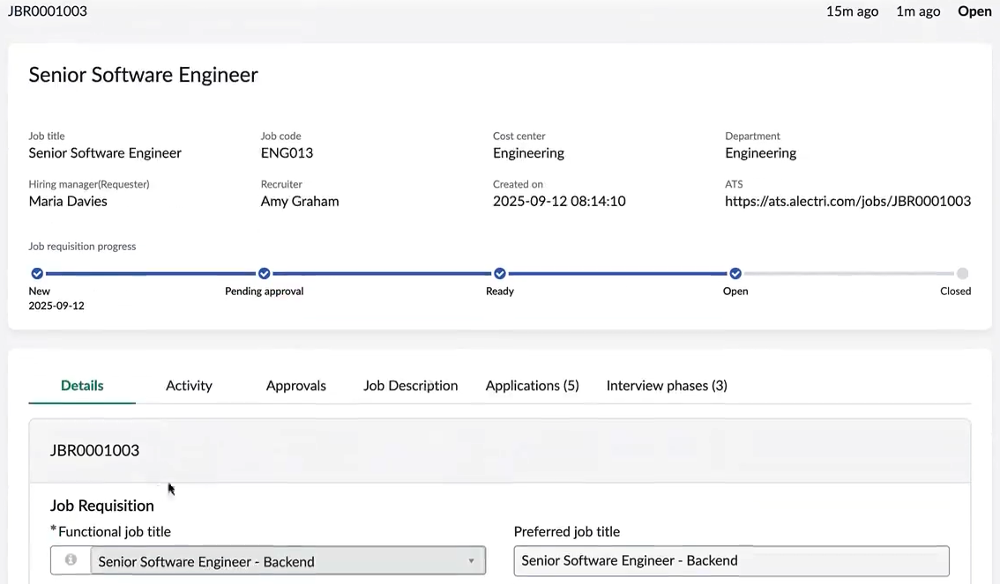 JBR0001003 15m ago 1m ago Open
Senior Software Engineer
Job title Job code Cost center Department
Senior Software Engineer ENG013 Engineering Engineering
Hiring manager(Requester) Recruiter Created on ATS
Maria Davies Amy Graham 2025-09-12 08:14:10 https://ats.alectri.com/jobs/JBR0001003
Job requisition progress
New Pending approval Ready Open Closed
2025-09-12
Details Activity Approvals Job Description Applications (5) Interview phases (3)
JBR0001003
Job Requisition
*Functional job title Preferred job title
Senior Software Engineer - Backend Senior Software Engineer - Backend